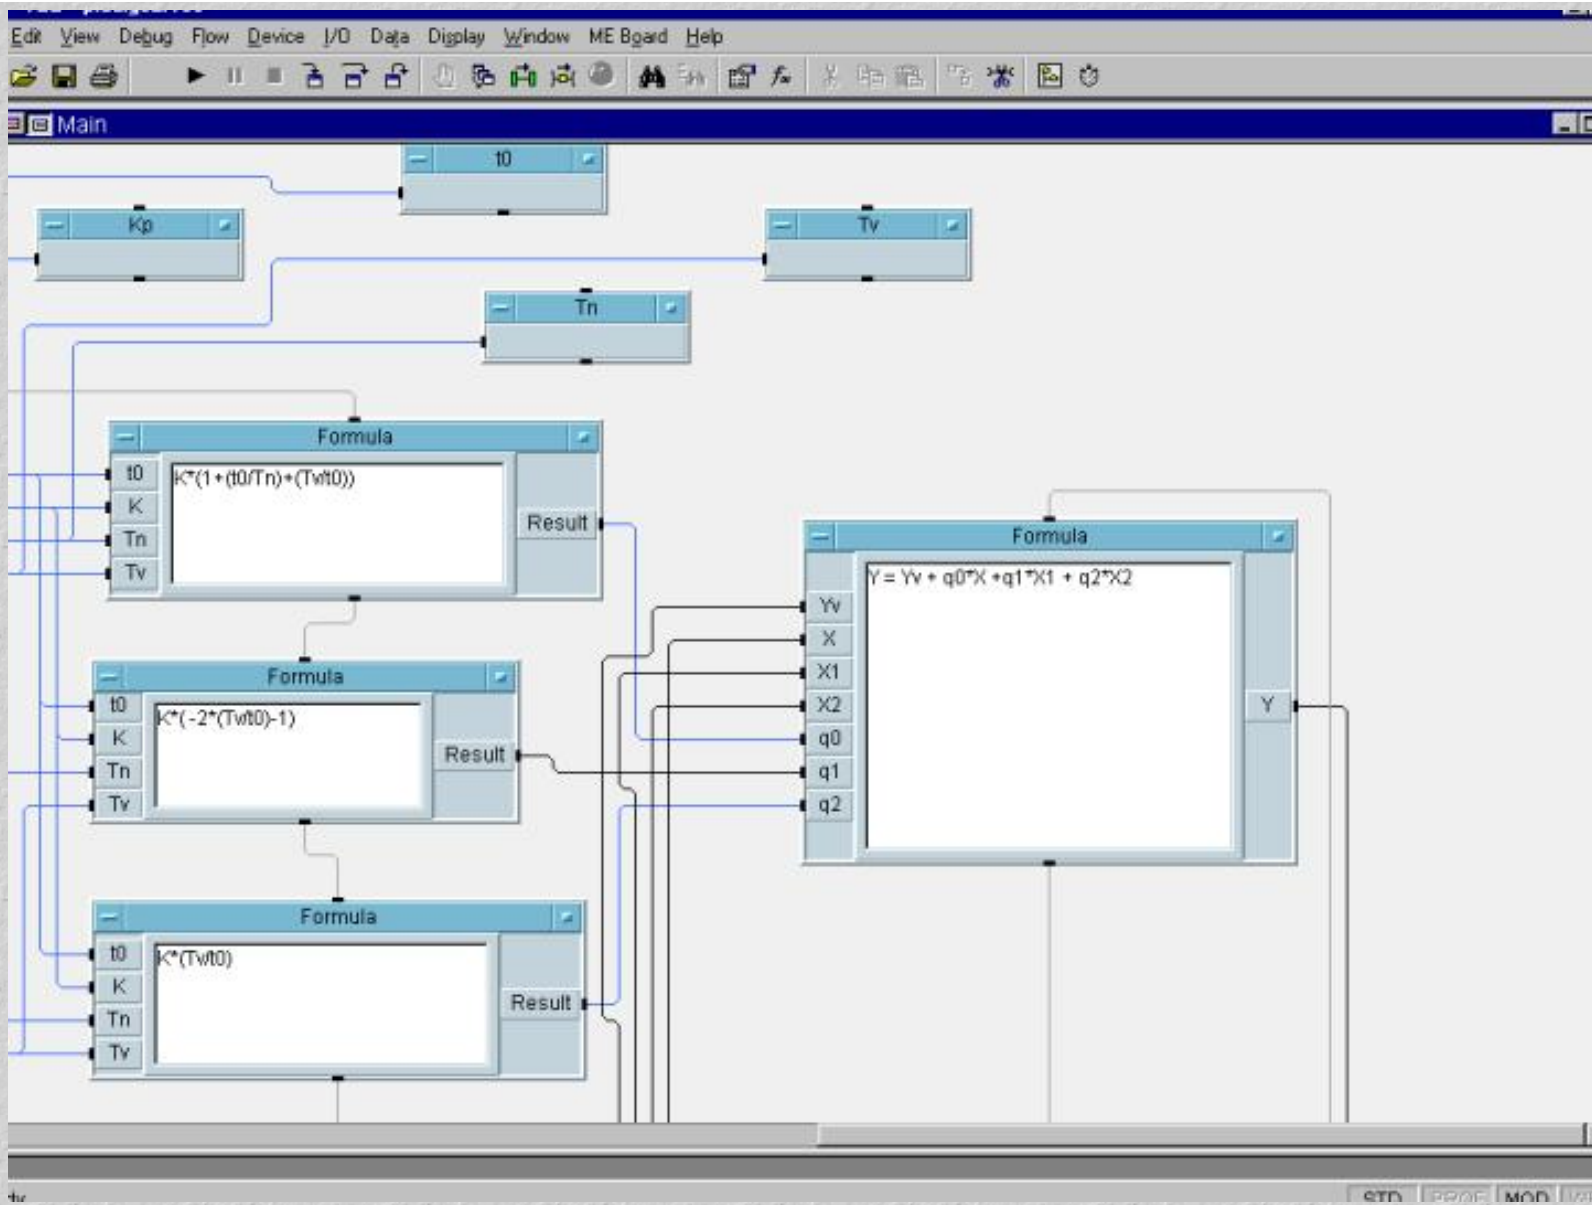 Edit View Debug Flow Device I/O Data Display Window ME Board Help
Main
t0
Kp
Tv
Tn
Formula
t0
K
Tn
Tv
K*(1+(t0/Tn)+(Tv/t0))
Result
Formula
t0
K
Tn
Tv
K*(-2*(Tv/t0)-1)
Result
Formula
t0
K
Tn
Tv
K*(Tv/t0)
Result
Formula
Yv
X
X1
X2
q0
q1
q2
Y = Yv + q0*X +q1*X1 + q2*X2
Y
STD PROF MOD